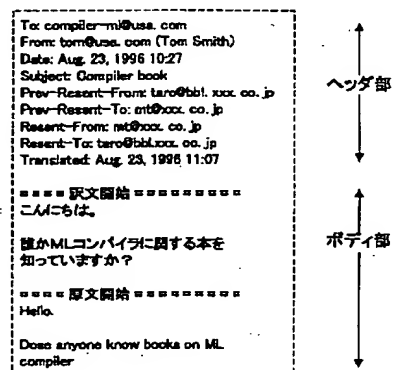 To: compiler-ml@usa. com
From: tom@usa. com (Tom Smith)
Date: Aug. 23, 1996 10:27
Subject: Compiler book
Prev-Resent-From: taro@bbl. xxx. co. jp
Prev-Resent-To: mt@xxx. co. jp
Resent-From: mt@xxx. co. jp
Resent-To: taro@bbl.xxx. co. jp
Translated: Aug. 23, 1996 11:07
ヘッダ部
==== 訳文開始 =========
こんにちは。
誰かMLコンパイラに関する本を
知っていますか？
ボディ部
==== 原文開始 =========
Hello.
Dose anyone know books on ML
compiler